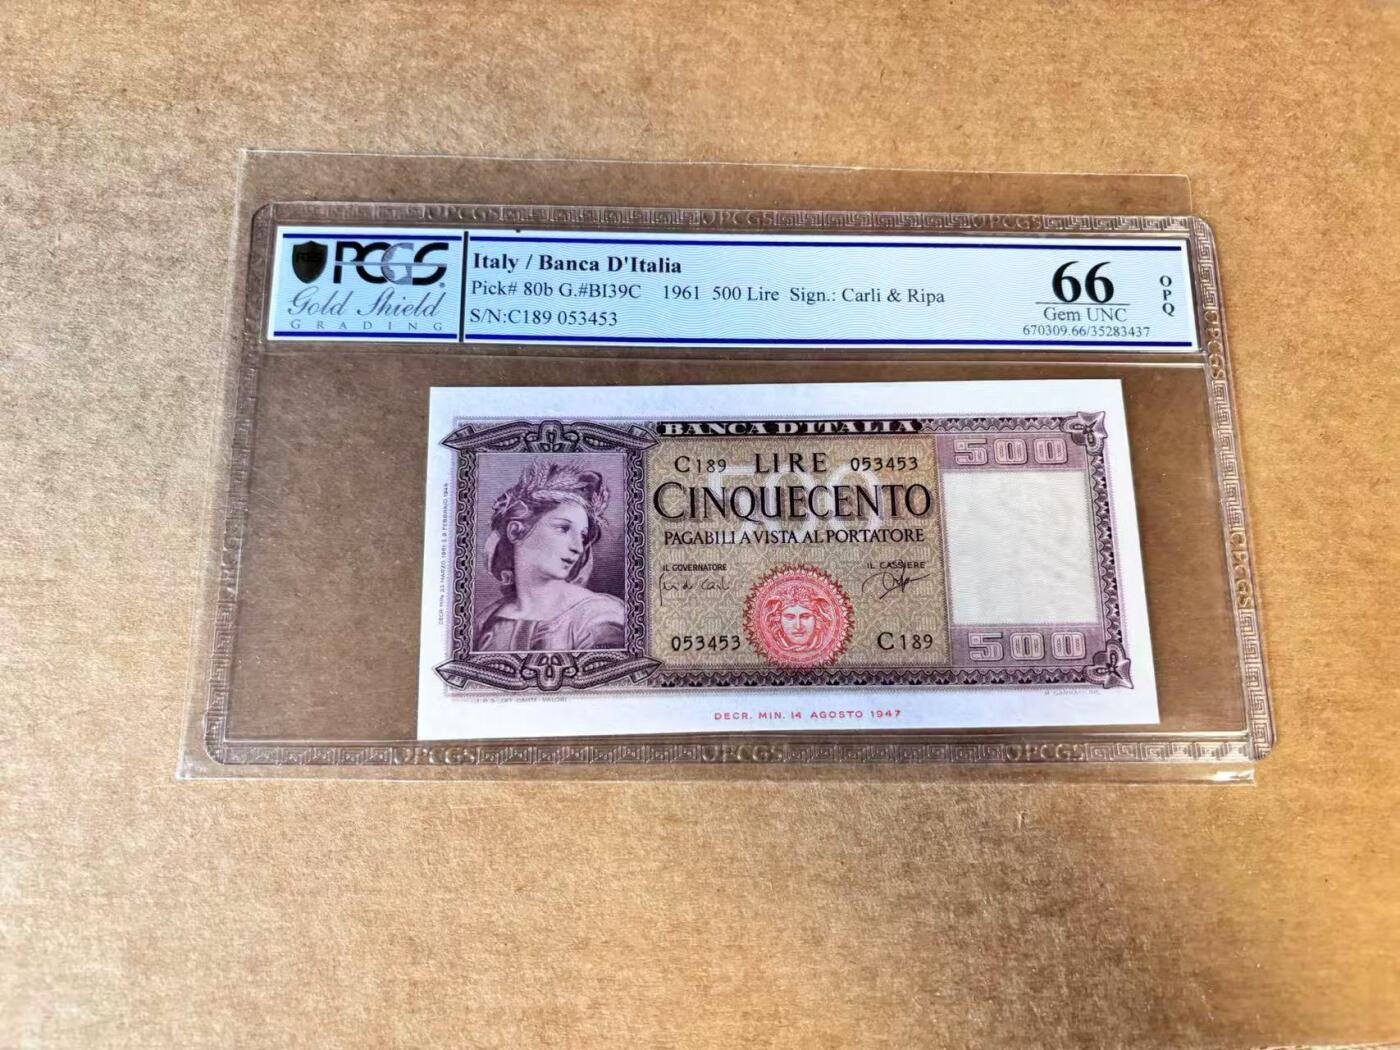 PCGS
Gold Shield
GRADING
Italy / Banca D'Italia
Pick# 80b G.#BI39C 1961 500 Lire Sign.: Carli & Ripa
S/N:C189 053453
66
Gem UNC
670309.66/35283437
OPQ
BANCA D'ITALIA
500
C189 LIRE 053453
CINQUECENTO
PAGABILI A VISTA AL PORTATORE
IL GOVERNATORE
IL CASSIERE
053453 C189
500
DECR. MIN. 14 AGOSTO 1947